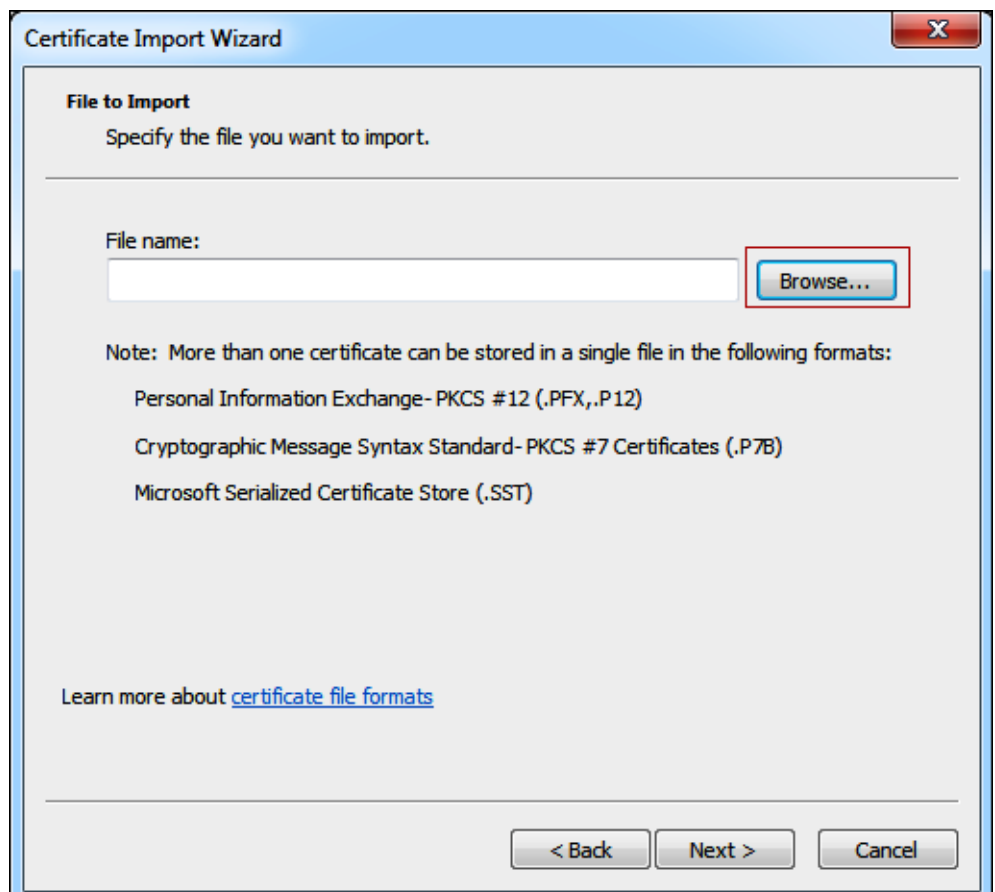 Certificate Import Wizard
File to Import
Specify the file you want to import.
File name:
Browse...
Note:  More than one certificate can be stored in a single file in the following formats:
Personal Information Exchange- PKCS #12 (.PFX,.P12)
Cryptographic Message Syntax Standard- PKCS #7 Certificates (.P7B)
Microsoft Serialized Certificate Store (.SST)
Learn more about certificate file formats
< Back Next > Cancel